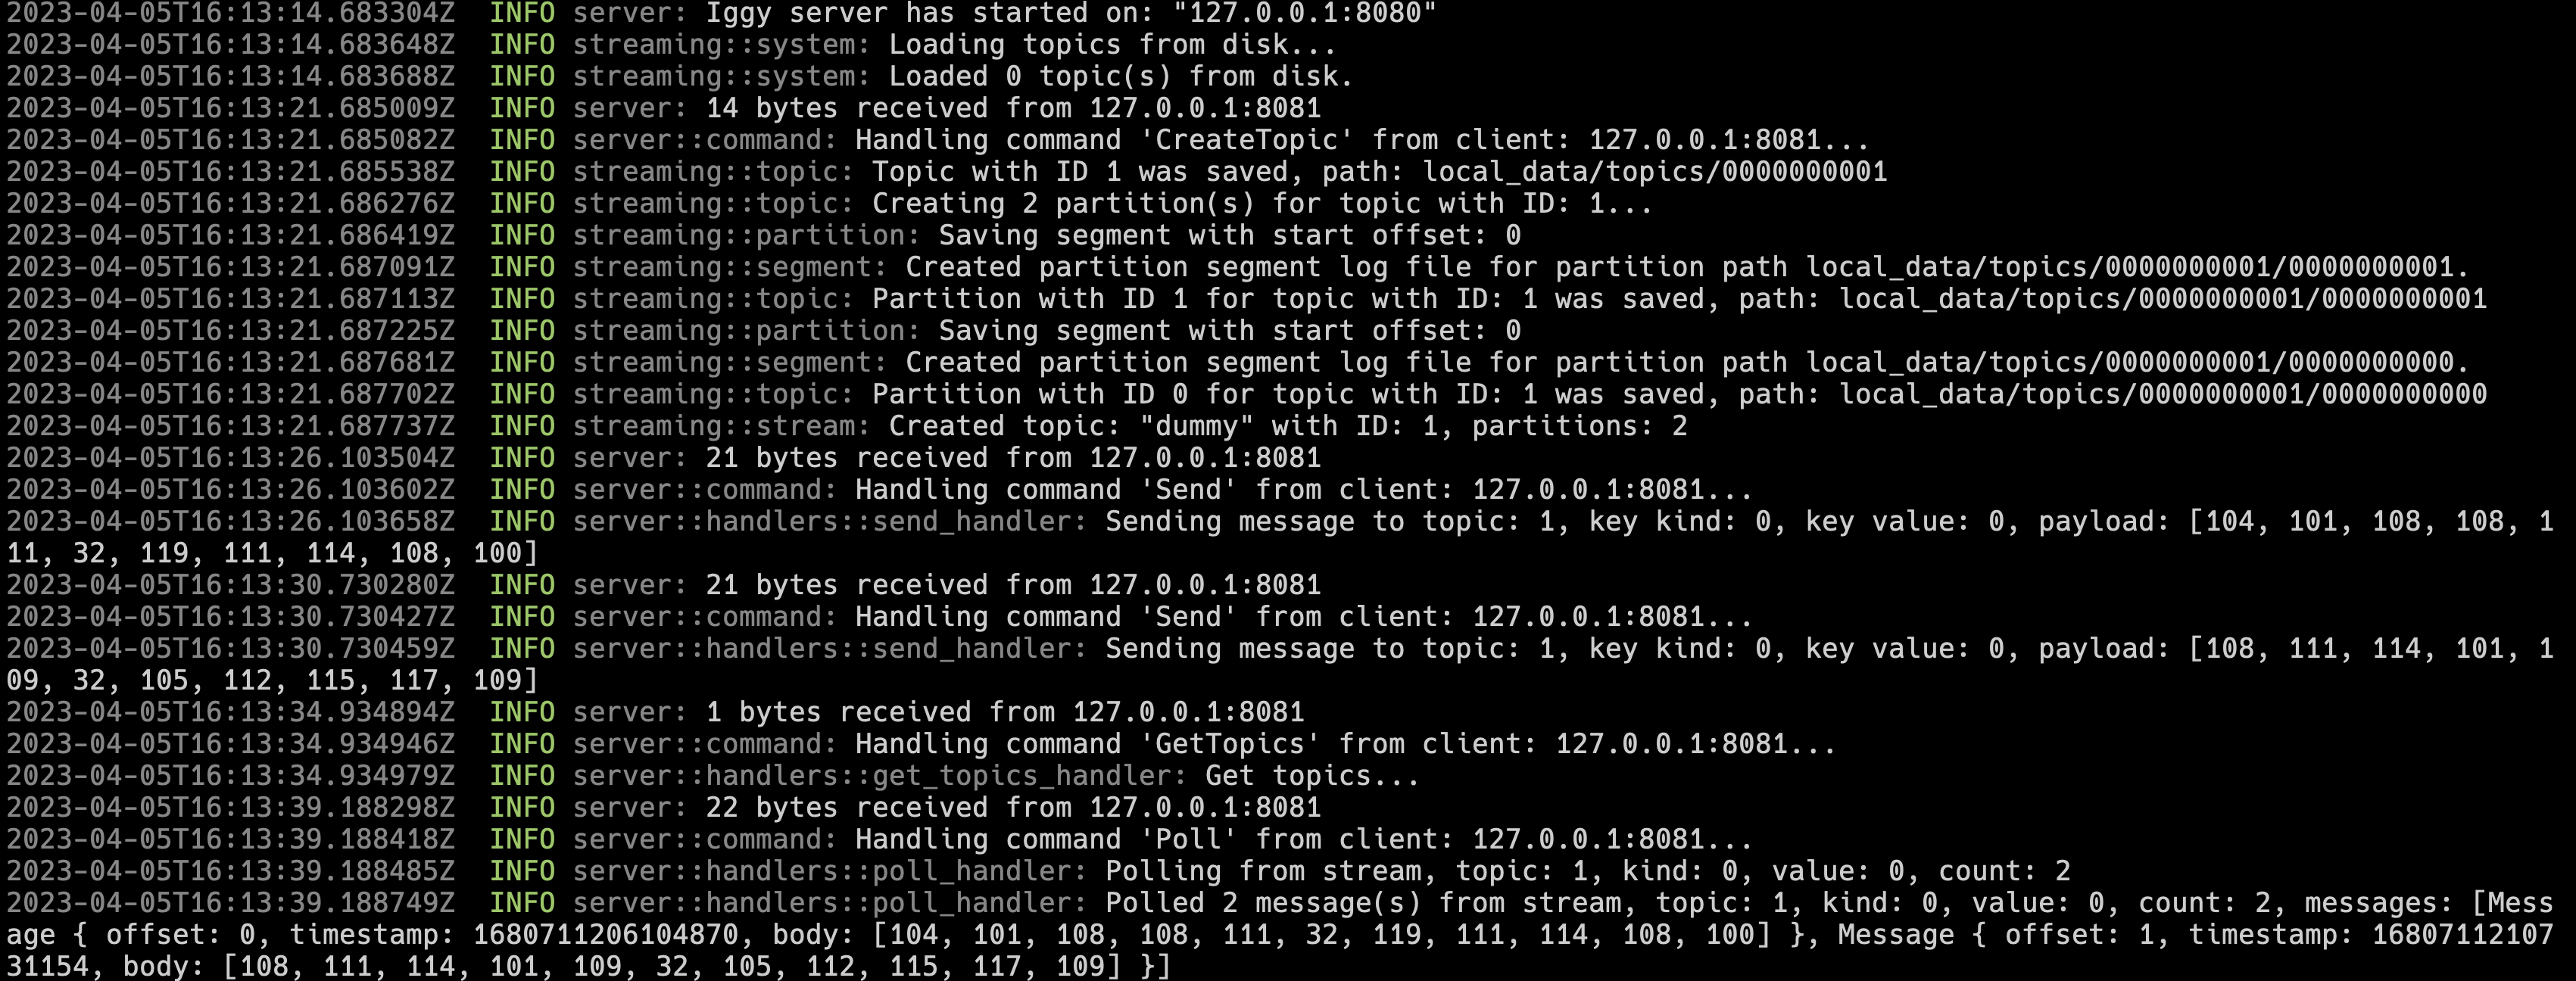 2023-04-05T16:13:14.683304Z  INFO server: Iggy server has started on: "127.0.0.1:8080"
2023-04-05T16:13:14.683648Z  INFO streaming::system: Loading topics from disk...
2023-04-05T16:13:14.683688Z  INFO streaming::system: Loaded 0 topic(s) from disk.
2023-04-05T16:13:21.685009Z  INFO server: 14 bytes received from 127.0.0.1:8081
2023-04-05T16:13:21.685082Z  INFO server::command: Handling command 'CreateTopic' from client: 127.0.0.1:8081...
2023-04-05T16:13:21.685538Z  INFO streaming::topic: Topic with ID 1 was saved, path: local_data/topics/0000000001
2023-04-05T16:13:21.686276Z  INFO streaming::topic: Creating 2 partition(s) for topic with ID: 1...
2023-04-05T16:13:21.686419Z  INFO streaming::partition: Saving segment with start offset: 0
2023-04-05T16:13:21.687091Z  INFO streaming::segment: Created partition segment log file for partition path local_data/topics/0000000001/0000000001.
2023-04-05T16:13:21.687113Z  INFO streaming::topic: Partition with ID 1 for topic with ID: 1 was saved, path: local_data/topics/0000000001/0000000001
2023-04-05T16:13:21.687225Z  INFO streaming::partition: Saving segment with start offset: 0
2023-04-05T16:13:21.687681Z  INFO streaming::segment: Created partition segment log file for partition path local_data/topics/0000000001/0000000000.
2023-04-05T16:13:21.687702Z  INFO streaming::topic: Partition with ID 0 for topic with ID: 1 was saved, path: local_data/topics/0000000001/0000000000
2023-04-05T16:13:21.687737Z  INFO streaming::stream: Created topic: "dummy" with ID: 1, partitions: 2
2023-04-05T16:13:26.103504Z  INFO server: 21 bytes received from 127.0.0.1:8081
2023-04-05T16:13:26.103602Z  INFO server::command: Handling command 'Send' from client: 127.0.0.1:8081...
2023-04-05T16:13:26.103658Z  INFO server::handlers::send_handler: Sending message to topic: 1, key kind: 0, key value: 0, payload: [104, 101, 108, 108, 1
11, 32, 119, 111, 114, 108, 100]
2023-04-05T16:13:30.730280Z  INFO server: 21 bytes received from 127.0.0.1:8081
2023-04-05T16:13:30.730427Z  INFO server::command: Handling command 'Send' from client: 127.0.0.1:8081...
2023-04-05T16:13:30.730459Z  INFO server::handlers::send_handler: Sending message to topic: 1, key kind: 0, key value: 0, payload: [108, 111, 114, 101, 1
09, 32, 105, 112, 115, 117, 109]
2023-04-05T16:13:34.934894Z  INFO server: 1 bytes received from 127.0.0.1:8081
2023-04-05T16:13:34.934946Z  INFO server::command: Handling command 'GetTopics' from client: 127.0.0.1:8081...
2023-04-05T16:13:34.934979Z  INFO server::handlers::get_topics_handler: Get topics...
2023-04-05T16:13:39.188298Z  INFO server: 22 bytes received from 127.0.0.1:8081
2023-04-05T16:13:39.188418Z  INFO server::command: Handling command 'Poll' from client: 127.0.0.1:8081...
2023-04-05T16:13:39.188485Z  INFO server::handlers::poll_handler: Polling from stream, topic: 1, kind: 0, value: 0, count: 2
2023-04-05T16:13:39.188749Z  INFO server::handlers::poll_handler: Polled 2 message(s) from stream, topic: 1, kind: 0, value: 0, count: 2, messages: [Mess
age { offset: 0, timestamp: 1680711206104870, body: [104, 101, 108, 108, 111, 32, 119, 111, 114, 108, 100] }, Message { offset: 1, timestamp: 16807112107
31154, body: [108, 111, 114, 101, 109, 32, 105, 112, 115, 117, 109] }]